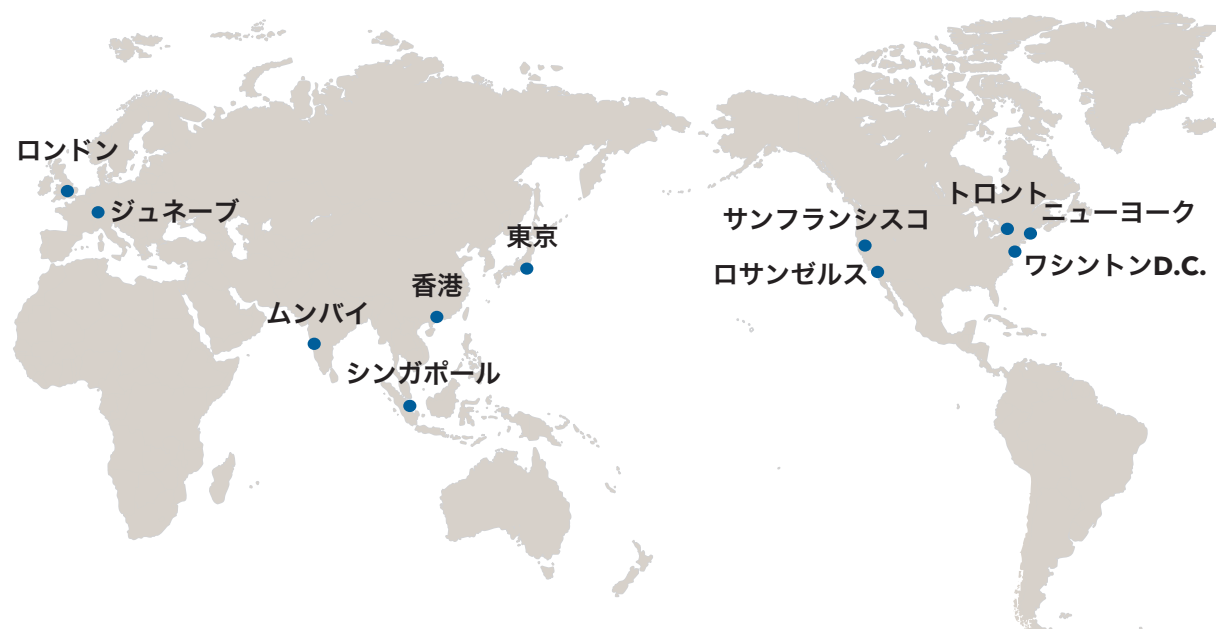 ロンドン
ジュネーブ
東京
香港
ムンバイ
シンガポール
トロント
ニューヨーク
サンフランシスコ
ワシントンD.C.
ロサンゼルス